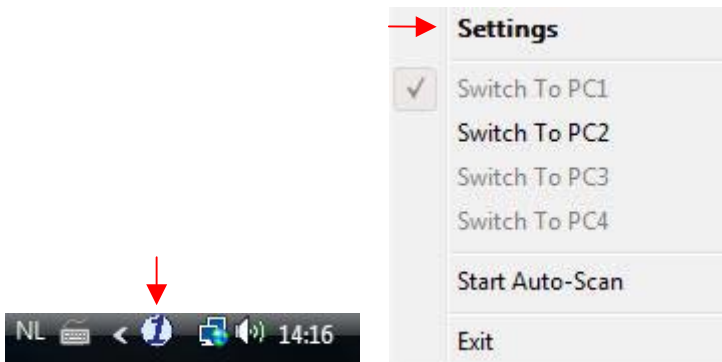 Settings
Switch To PC1
Switch To PC2
Switch To PC3
Switch To PC4
Start Auto-Scan
Exit
NL < 1 14:16